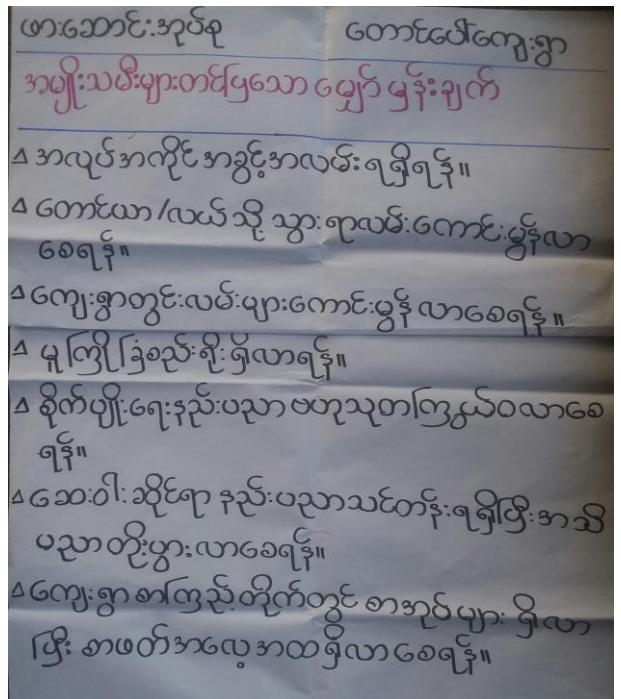 ဖားဆောင်းအုပ်စု တောင်ပေါ်ကျေးရွာ
အမျိုးသမီးများတင်ပြသော မျှော်မှန်းချက်
Δ အလုပ်အကိုင်အခွင့်အလမ်းရရှိရန်။
Δ တောင်ယာ/လယ်သို့ သွားရာလမ်းကောင်းမွန်လာ
စေရန်။
Δ ကျေးရွာတွင်းလမ်းများကောင်းမွန်လာစေရန်။
Δ မူကြိုခြံစည်းရိုးရှိလာရန်။
Δ စိုက်ပျိုးရေးနည်းပညာ ဗဟုသုတကြွယ်ဝလာစေ
ရန်။
Δ ဆေးဝါးဆိုင်ရာ နည်းပညာသင်တန်းရရှိပြီးအသိ
ပညာတိုးပွားလာစေရန်။
Δ ကျေးရွာစာကြည့်တိုက်တွင် စာအုပ်များ ရှိလာ
ပြီး စာဖတ်အလေ့အထရှိလာစေရန်။